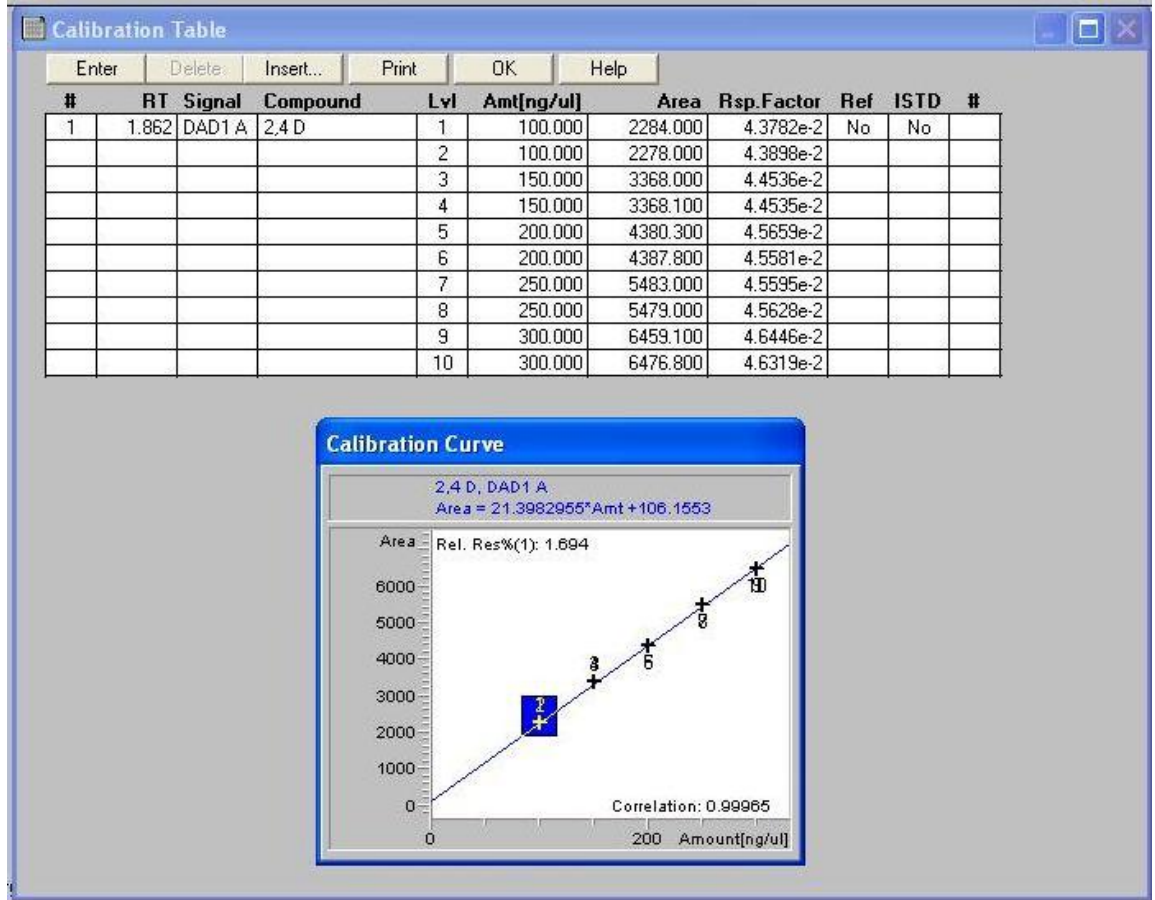 Calibration Table
Enter Delete Insert... Print OK Help
# RT Signal Compound Lvl Amt[ng/ul] Area Rsp.Factor Ref ISTD #
1 1.862 DAD1 A 2,4 D 1 100.000 2284.000 4.3782e-2 No No
2 100.000 2278.000 4.3898e-2
3 150.000 3368.000 4.4536e-2
4 150.000 3368.100 4.4535e-2
5 200.000 4380.300 4.5659e-2
6 200.000 4387.800 4.5581e-2
7 250.000 5483.000 4.5595e-2
8 250.000 5479.000 4.5628e-2
9 300.000 6459.100 4.6446e-2
10 300.000 6476.800 4.6319e-2
Calibration Curve
2,4 D, DAD1 A
Area = 21.3982955*Amt +106.1553
Area
Rel. Res%(1): 1.694
6000
5000
4000
3000
2000
1000
0
6
Correlation: 0.99965
0 200 Amount[ng/ul]